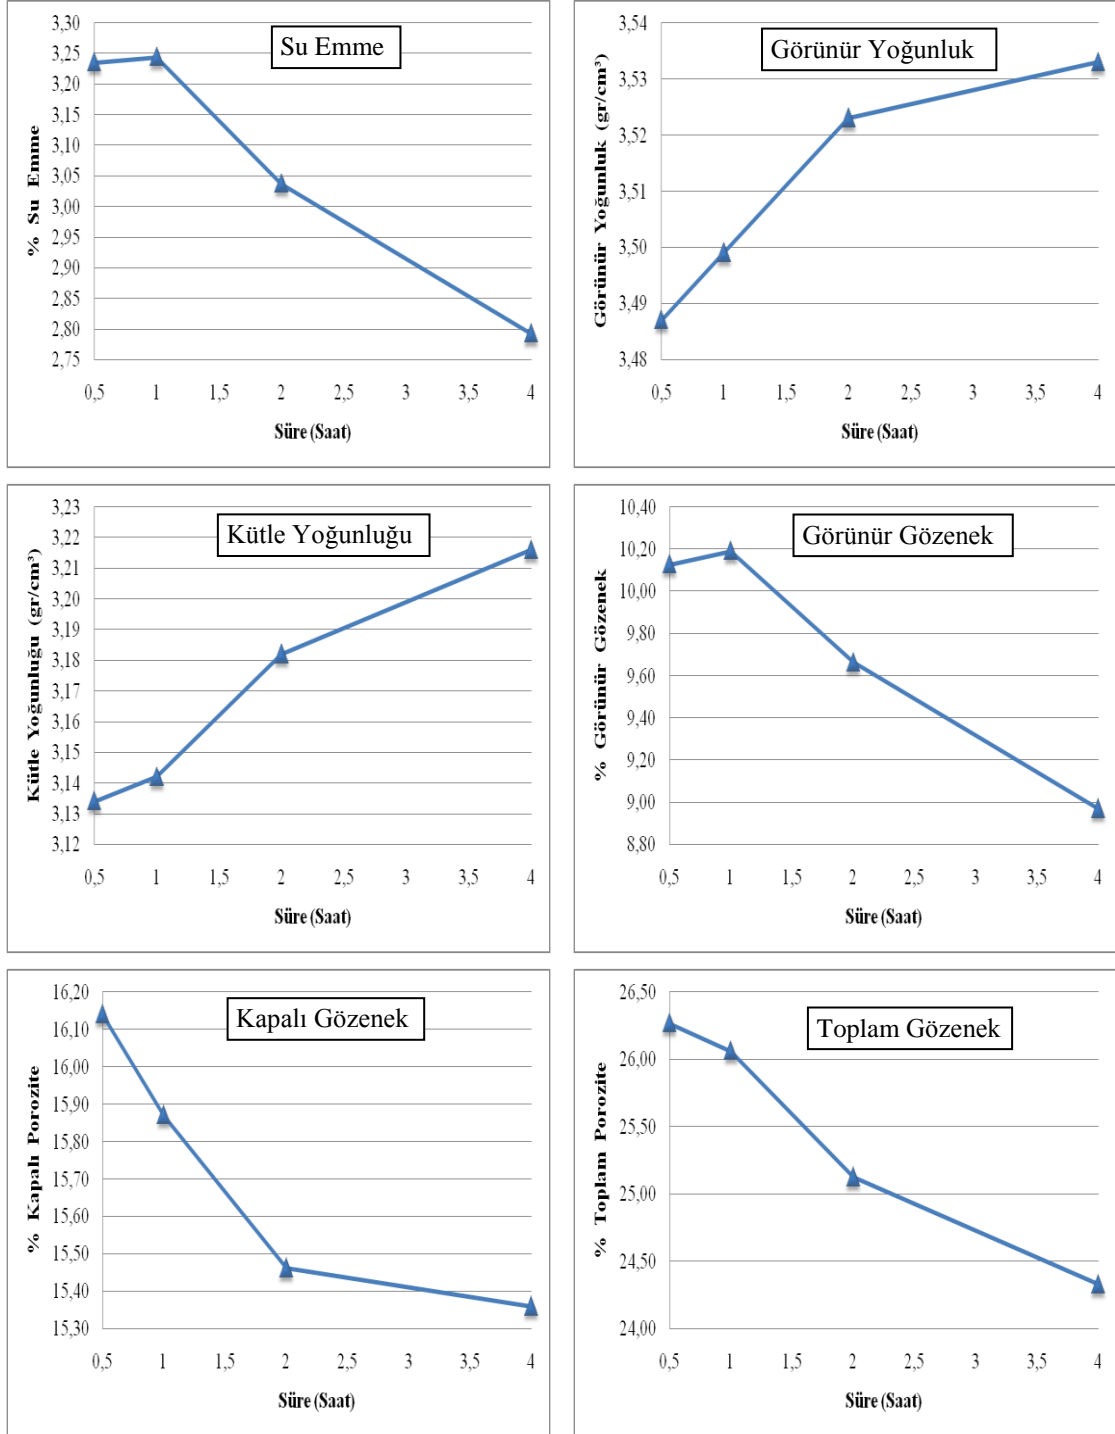 Su Emme
% Su Emme
3,30
3,25
3,20
3,15
3,10
3,05
3,00
2,95
2,90
2,85
2,80
2,75
0,5 1 1,5 2 2,5 3 3,5 4
Süre (Saat)
Görünür Yoğunluk
Görünür Yoğunluk (gr/cm³)
3,54
3,53
3,52
3,51
3,50
3,49
3,48
0,5 1 1,5 2 2,5 3 3,5 4
Süre (Saat)
Kütle Yoğunluğu
Kütle Yoğunluğu (gr/cm³)
3,23
3,22
3,21
3,20
3,19
3,18
3,17
3,16
3,15
3,14
3,13
3,12
0,5 1 1,5 2 2,5 3 3,5 4
Süre (Saat)
Görünür Gözenek
% Görünür Gözenek
10,40
10,20
10,00
9,80
9,60
9,40
9,20
9,00
8,80
0,5 1 1,5 2 2,5 3 3,5 4
Süre (Saat)
Kapalı Gözenek
% Kapalı Porozite
16,20
16,10
16,00
15,90
15,80
15,70
15,60
15,50
15,40
15,30
0,5 1 1,5 2 2,5 3 3,5 4
Süre (Saat)
Toplam Gözenek
% Toplam Porozite
26,50
26,00
25,50
25,00
24,50
24,00
0,5 1 1,5 2 2,5 3 3,5 4
Süre (Saat)